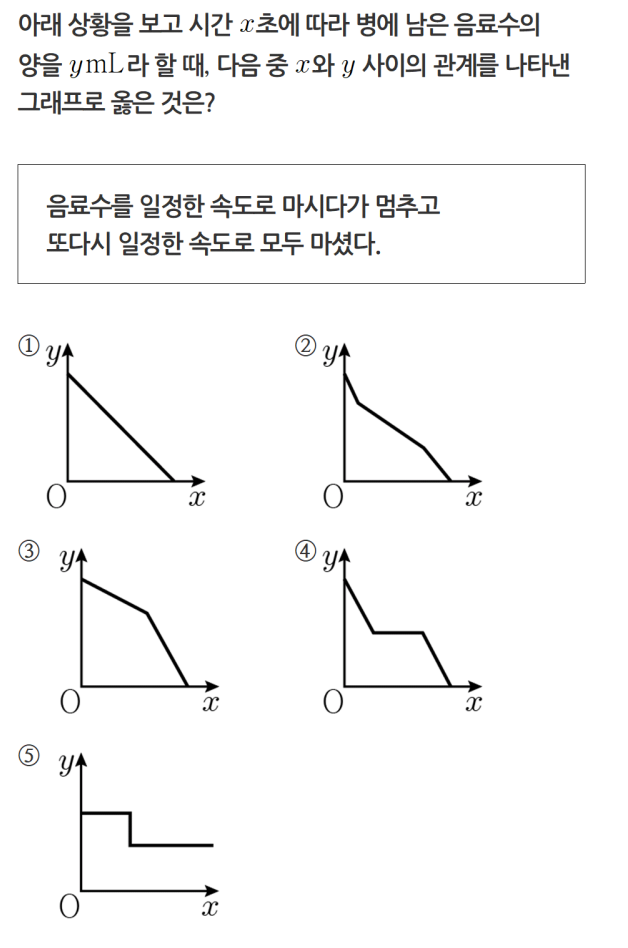 아래 상황을 보고 시간 x초에 따라 병에 남은 음료수의
양을 y mL라 할 때, 다음 중 x와 y 사이의 관계를 나타낸
그래프로 옳은 것은?
음료수를 일정한 속도로 마시다가 멈추고
또다시 일정한 속도로 모두 마셨다.
① y
O x
② y
O x
③ y
O x
④ y
O x
⑤ y
O x